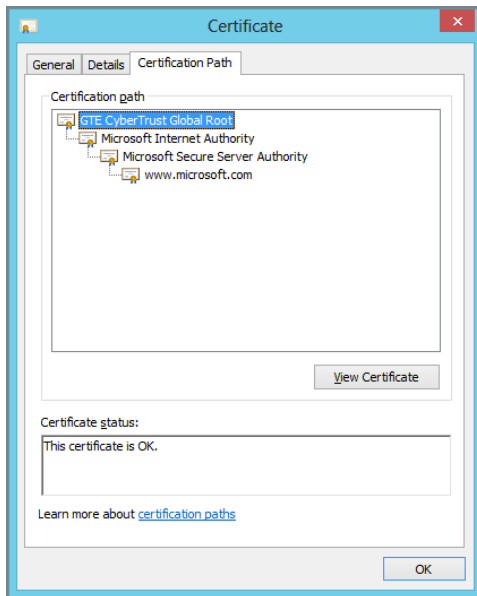 Certificate
General
Details
Certification Path
Certification path
GTE CyberTrust Global Root
Microsoft Internet Authority
Microsoft Secure Server Authority
www.microsoft.com
View Certificate
Certificate status:
This certificate is OK.
Learn more about certification paths
OK